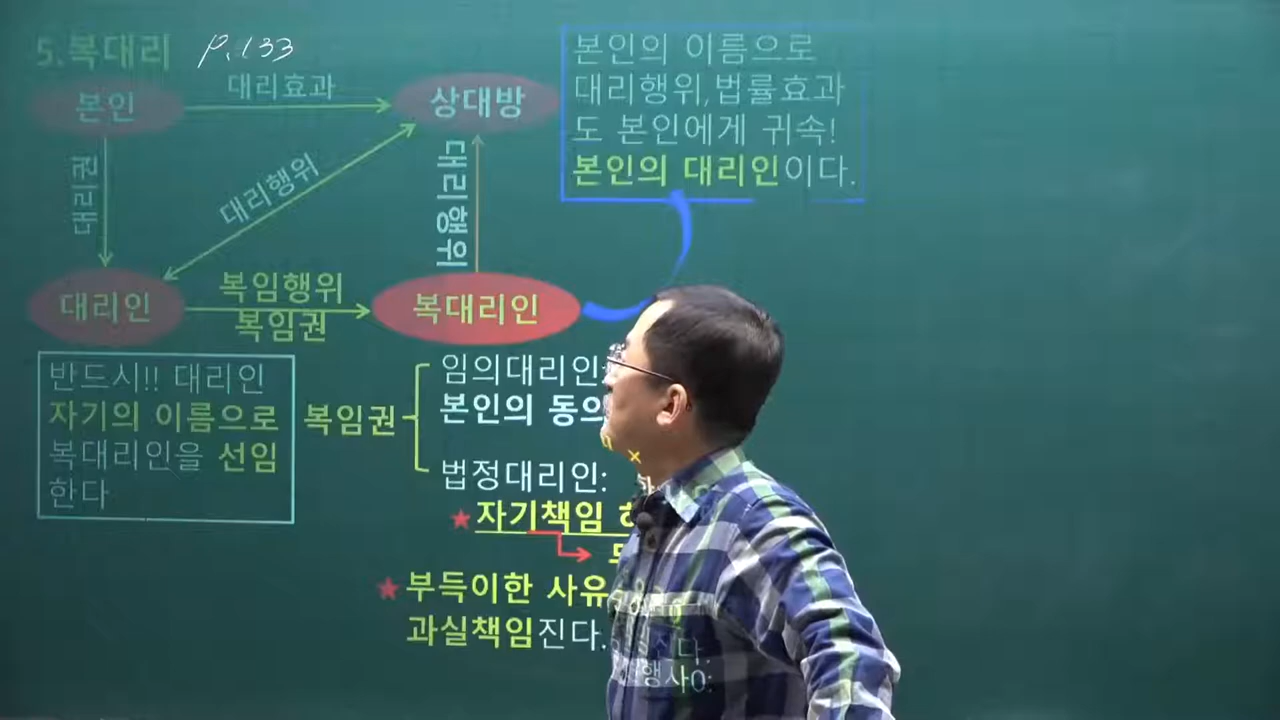 5.복대리 P.133
본인
대리효과
상대방
대리권
대리행위
대리행위
대리인
복임행위
복임권
복대리인
본인의 이름으로
대리행위,법률효과
도 본인에게 귀속!
본인의 대리인이다.
반드시!! 대리인
자기의 이름으로
복대리인을 선임
한다
복임권
임의대리인
본인의 동의
법정대리인:
★ 자기책임
★ 부득이한 사유
과실책임진다.